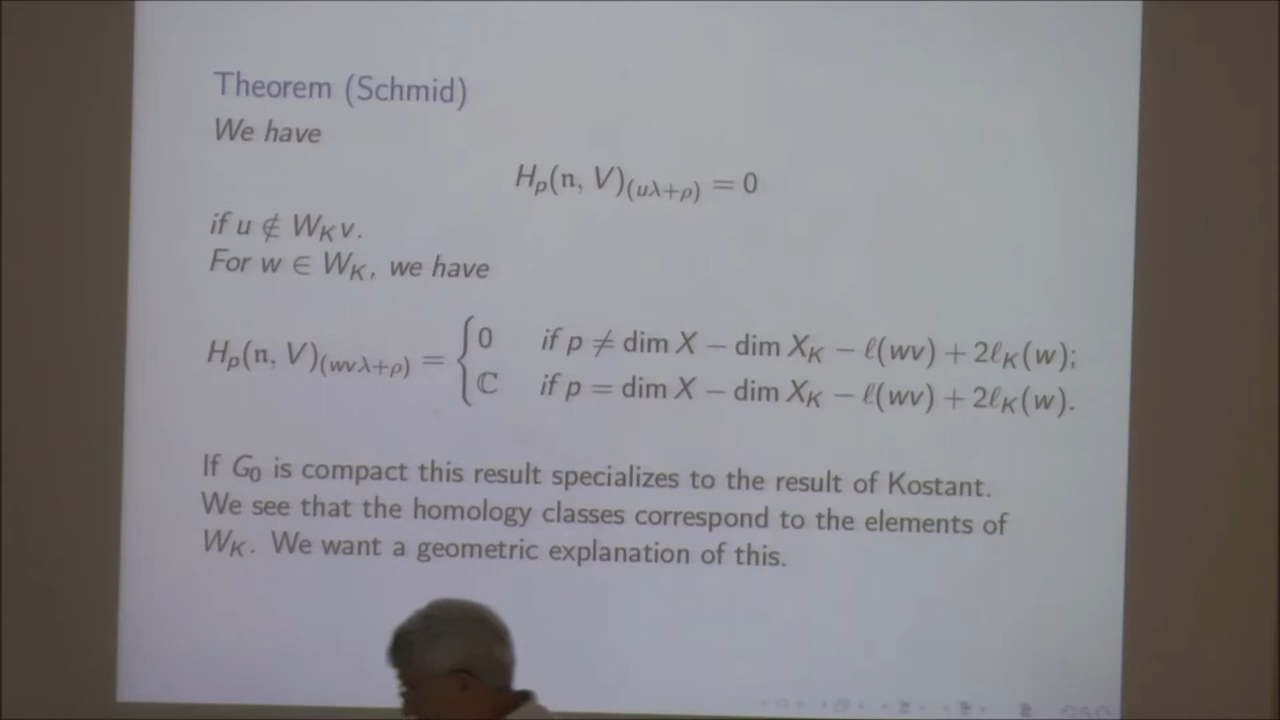 Theorem (Schmid)
We have
H_p(𝔫, V)_(uλ+ρ) = 0
if u ∉ W_K v.
For w ∈ W_K, we have
H_p(𝔫, V)_(wvλ+ρ) = { 0 if p ≠ dim X − dim X_K − ℓ(wv) + 2ℓ_K(w);
ℂ if p = dim X − dim X_K − ℓ(wv) + 2ℓ_K(w).
If G_0 is compact this result specializes to the result of Kostant.
We see that the homology classes correspond to the elements of
W_K. We want a geometric explanation of this.